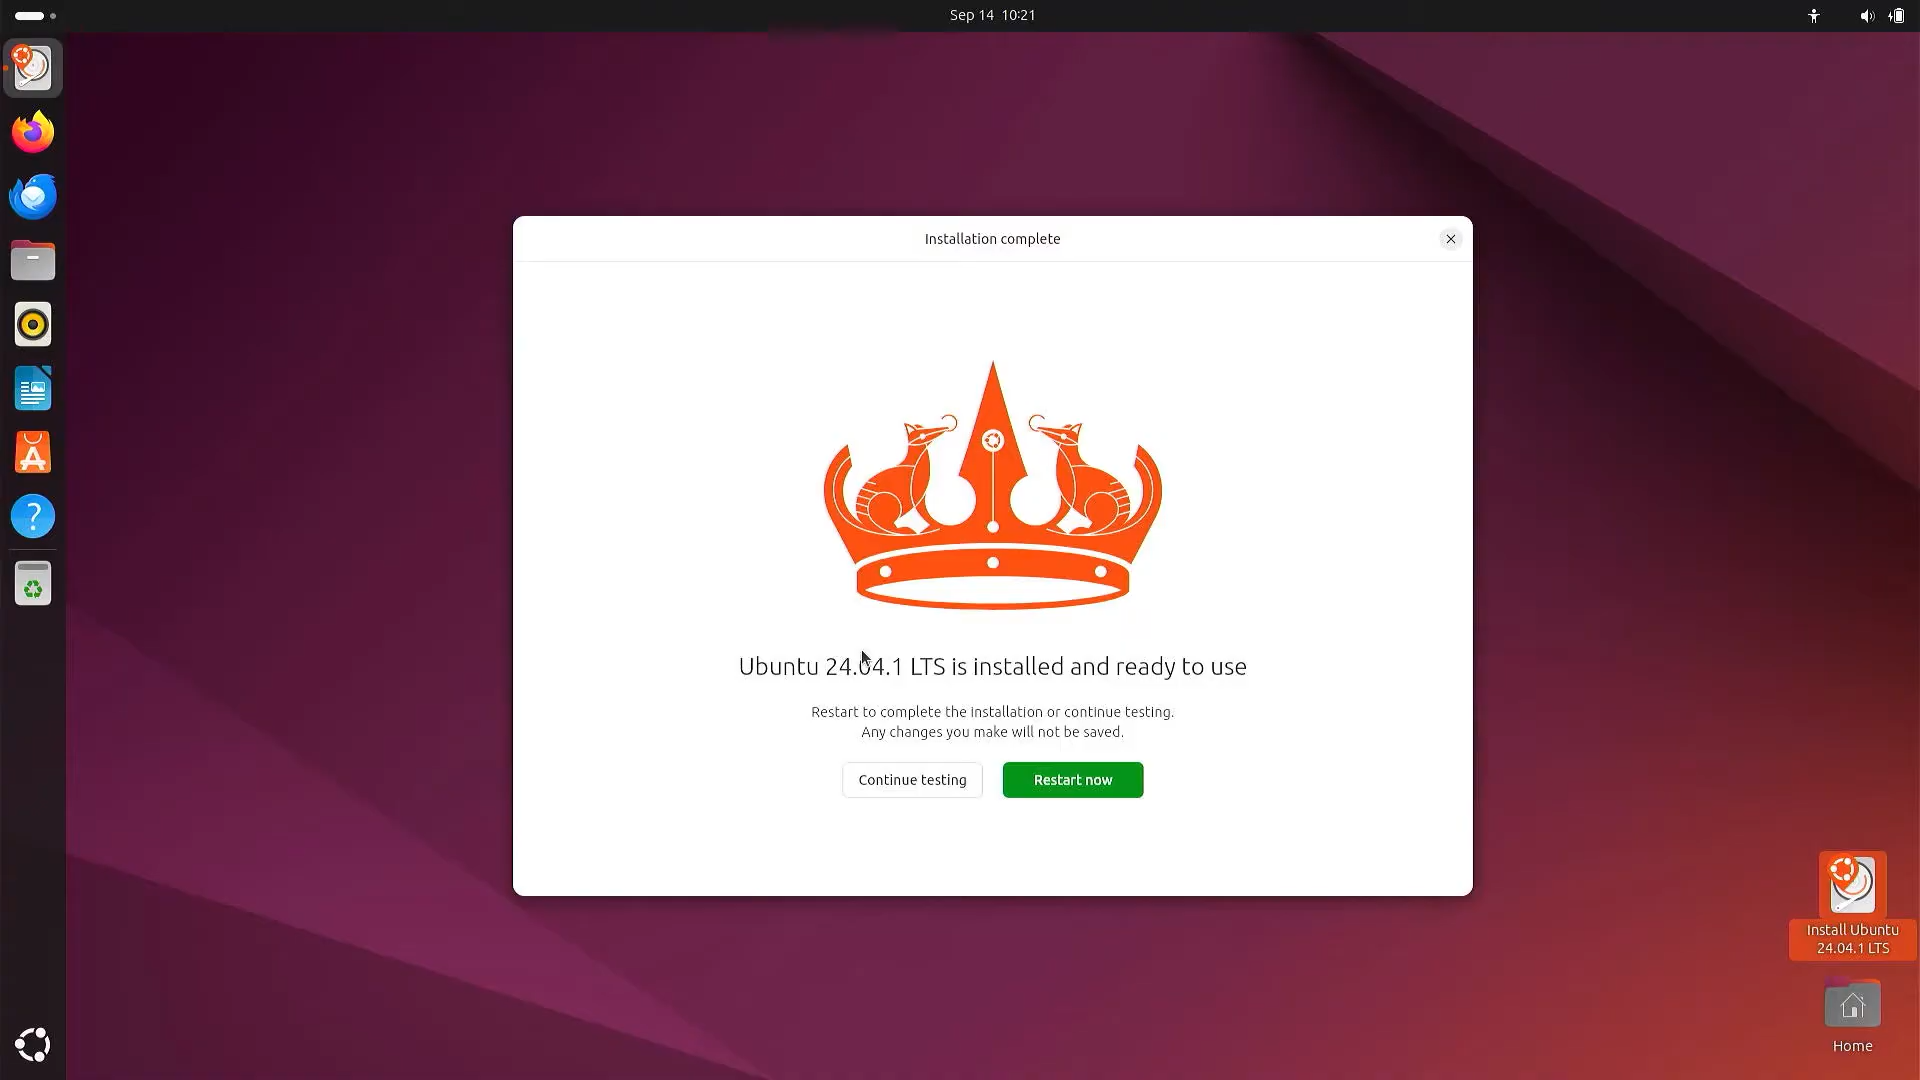 Sep 14 10:21
Installation complete
Ubuntu 24.04.1 LTS is installed and ready to use
Restart to complete the installation or continue testing.
Any changes you make will not be saved.
Continue testing
Restart now
Install Ubuntu
24.04.1 LTS
Home